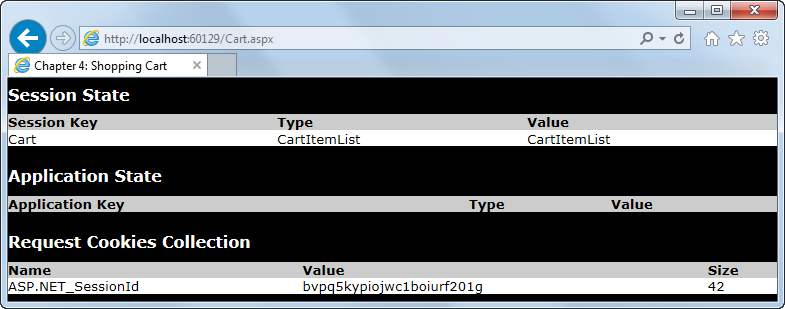 http://localhost:60129/Cart.aspx
Chapter 4: Shopping Cart
Session State
Session Key Type Value
Cart CartItemList CartItemList
Application State
Application Key Type Value
Request Cookies Collection
Name Value Size
ASP.NET_SessionId bvpq5kypiojwc1boiurf201g 42